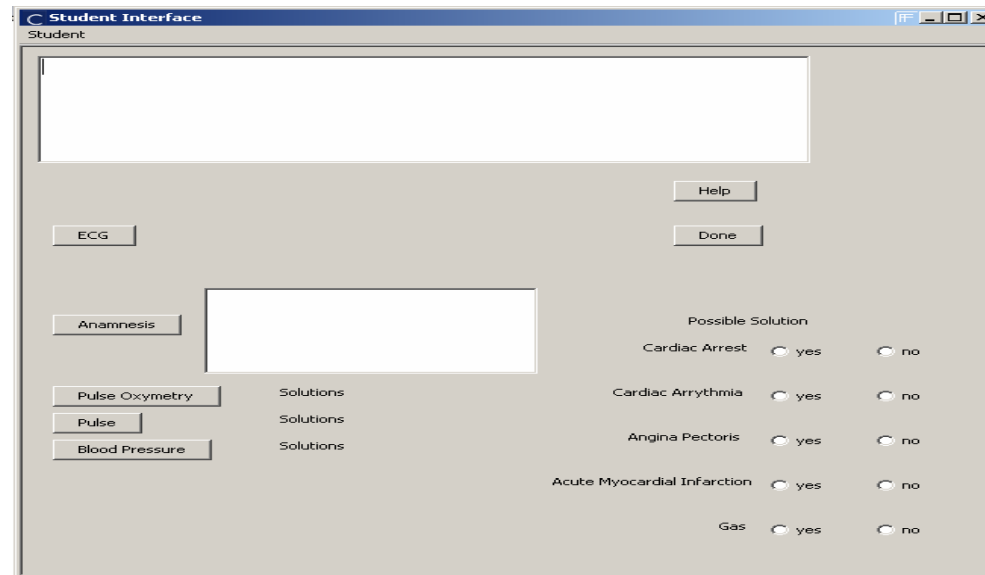 Student Interface
Student
Help
ECG
Done
Anamnesis
Possible Solution
Cardiac Arrest yes no
Pulse Oxymetry Solutions
Cardiac Arrythmia yes no
Pulse Solutions
Angina Pectoris yes no
Blood Pressure Solutions
Acute Myocardial Infarction yes no
Gas yes no